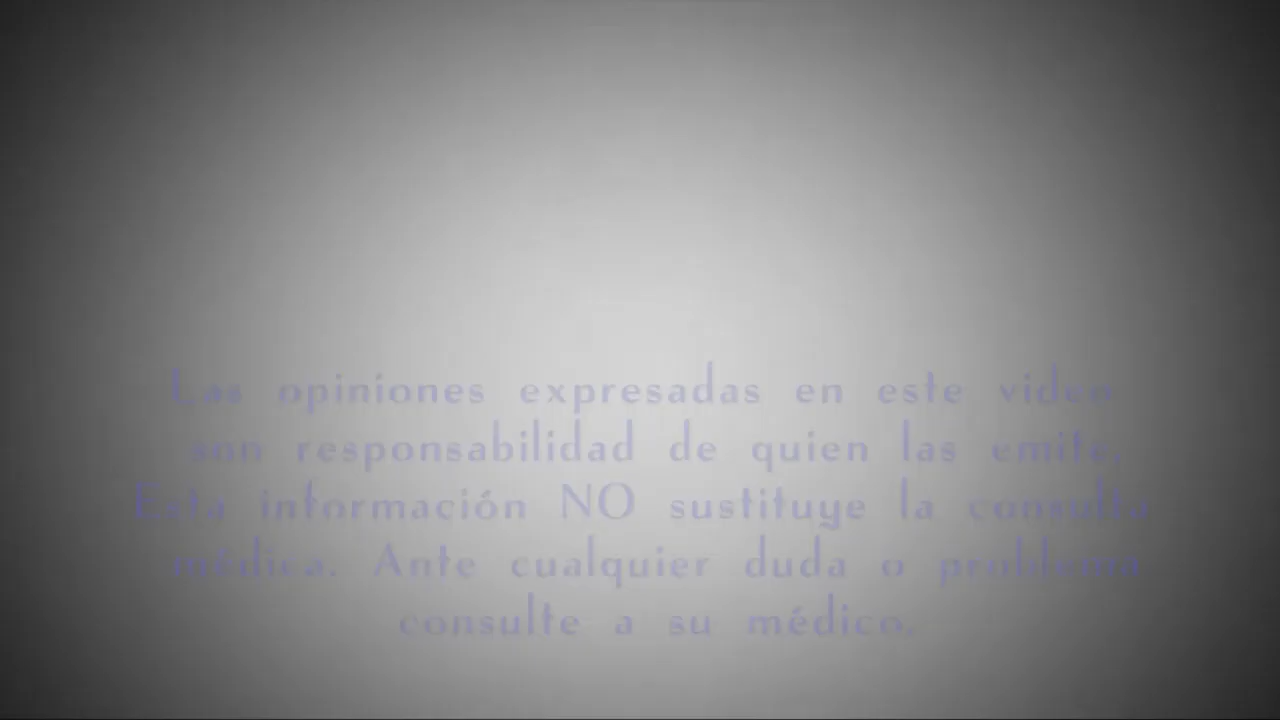 Las opiniones expresadas en este video
son responsabilidad de quien las emite.
Esta información NO sustituye la consulta
médica. Ante cualquier duda o problema
consulte a su médico.